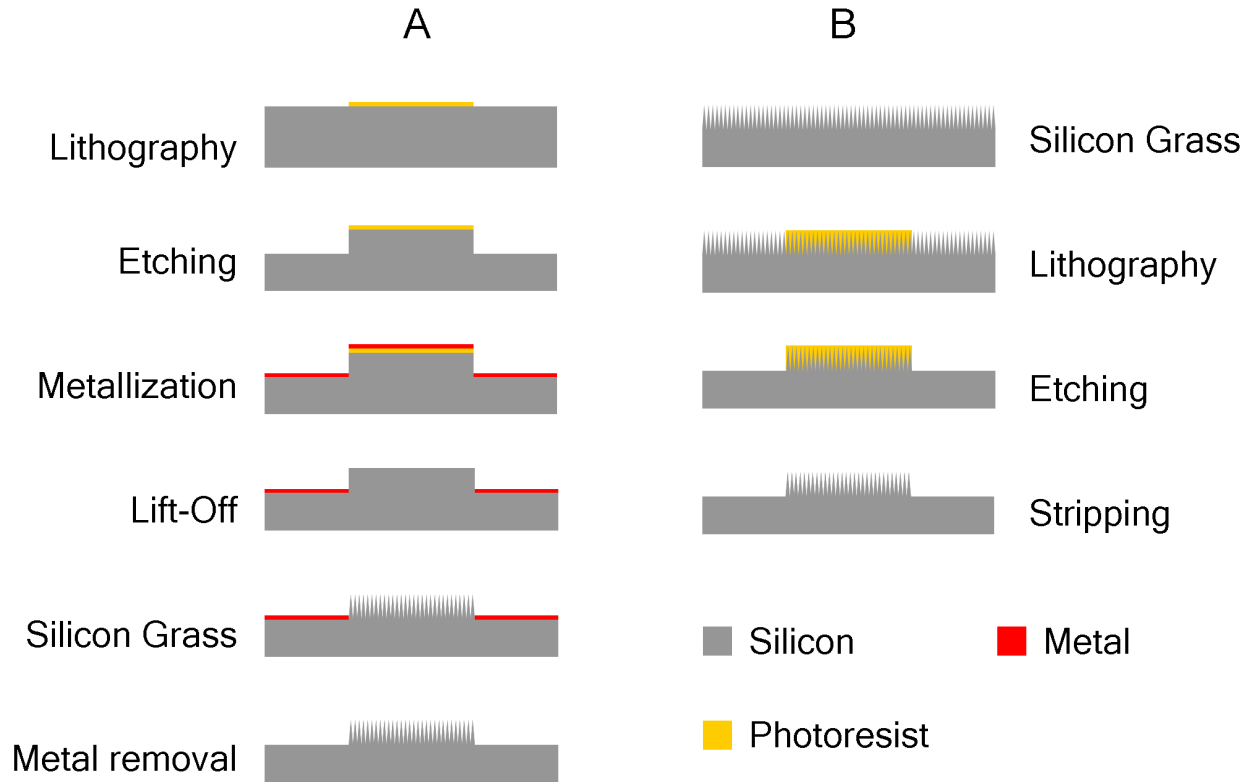 A
B
Lithography
Silicon Grass
Etching
Lithography
Metallization
Etching
Lift-Off
Stripping
Silicon Grass
Silicon
Metal
Metal removal
Photoresist